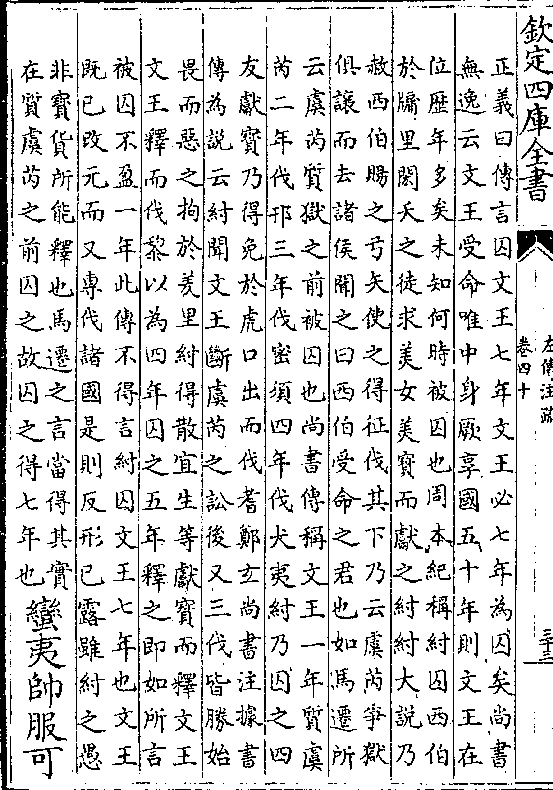 欽定四庫全書
左傳注疏
卷四十
三十三
正義曰傳言囚文王七年文王必七年為囚矣尚書
無逸云文王受命唯中身厥享國五十年則文王在
位歷年多矣未知何時被囚也周本紀稱紂囚西伯
於牖里閎夭之徒求美女美寶而獻之紂紂大說乃
赦西伯賜之弓矢使之得征伐其下乃云虞芮爭獄
俱讓而去諸侯聞之曰西伯受命之君也如馬遷所
云虞芮質獄之前被囚也尚書傳稱文王一年質虞
芮二年伐邘三年伐密須四年伐犬夷紂乃囚之四
友獻寶乃得免於虎口出而伐耆鄭玄尚書注據書
傳為說云紂聞文王斷虞芮之訟後又三伐皆勝始
畏而惡之拘於羑里紂得散宜生等獻寶而釋文王
文王釋而伐黎以為四年囚之五年釋之即如所言
被囚不盈一年此傳不得言紂囚文王七年也文王
既已改元而又專伐諸國是則反形已露雖紂之愚
非寶貨所能釋也馬遷之言當得其實
在質虞芮之前囚之故囚之得七年也蠻夷帥服可